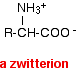 NH₃⁺
R-CH-COO⁻
a zwitterion